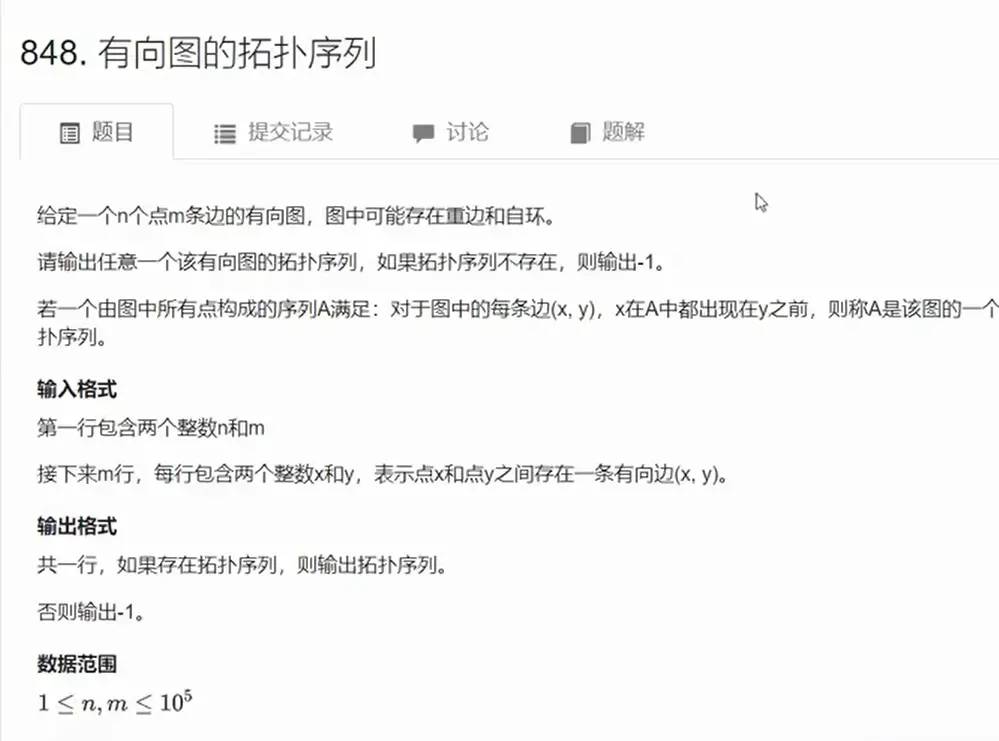 848. 有向图的拓扑序列
题目 提交记录 讨论 题解
给定一个n个点m条边的有向图，图中可能存在重边和自环。
请输出任意一个该有向图的拓扑序列，如果拓扑序列不存在，则输出-1。
若一个由图中所有点构成的序列A满足：对于图中的每条边(x, y)，x在A中都出现在y之前，则称A是该图的一个
扑序列。
输入格式
第一行包含两个整数n和m
接下来m行，每行包含两个整数x和y，表示点x和点y之间存在一条有向边(x, y)。
输出格式
共一行，如果存在拓扑序列，则输出拓扑序列。
否则输出-1。
数据范围
1 ≤ n, m ≤ 10⁵